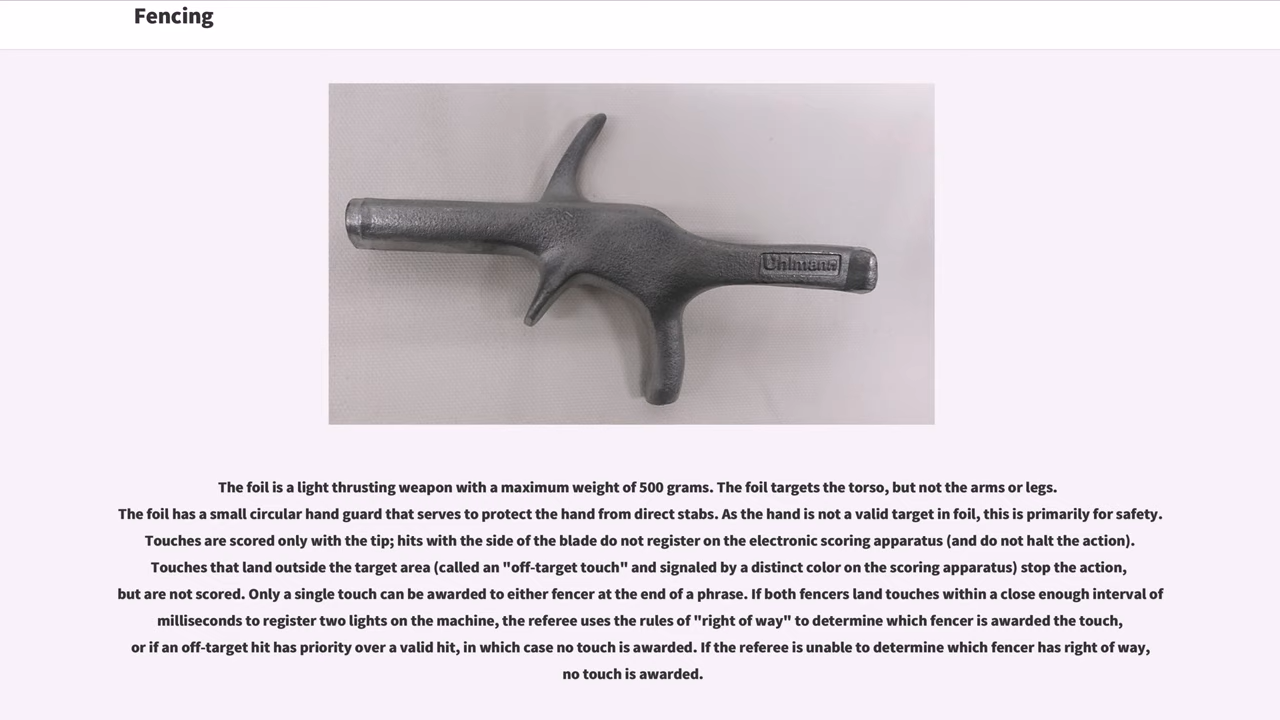 Fencing
Uhlmann
The foil is a light thrusting weapon with a maximum weight of 500 grams. The foil targets the torso, but not the arms or legs.
The foil has a small circular hand guard that serves to protect the hand from direct stabs. As the hand is not a valid target in foil, this is primarily for safety.
Touches are scored only with the tip; hits with the side of the blade do not register on the electronic scoring apparatus (and do not halt the action).
Touches that land outside the target area (called an "off-target touch" and signaled by a distinct color on the scoring apparatus) stop the action,
but are not scored. Only a single touch can be awarded to either fencer at the end of a phrase. If both fencers land touches within a close enough interval of
milliseconds to register two lights on the machine, the referee uses the rules of "right of way" to determine which fencer is awarded the touch,
or if an off-target hit has priority over a valid hit, in which case no touch is awarded. If the referee is unable to determine which fencer has right of way,
no touch is awarded.